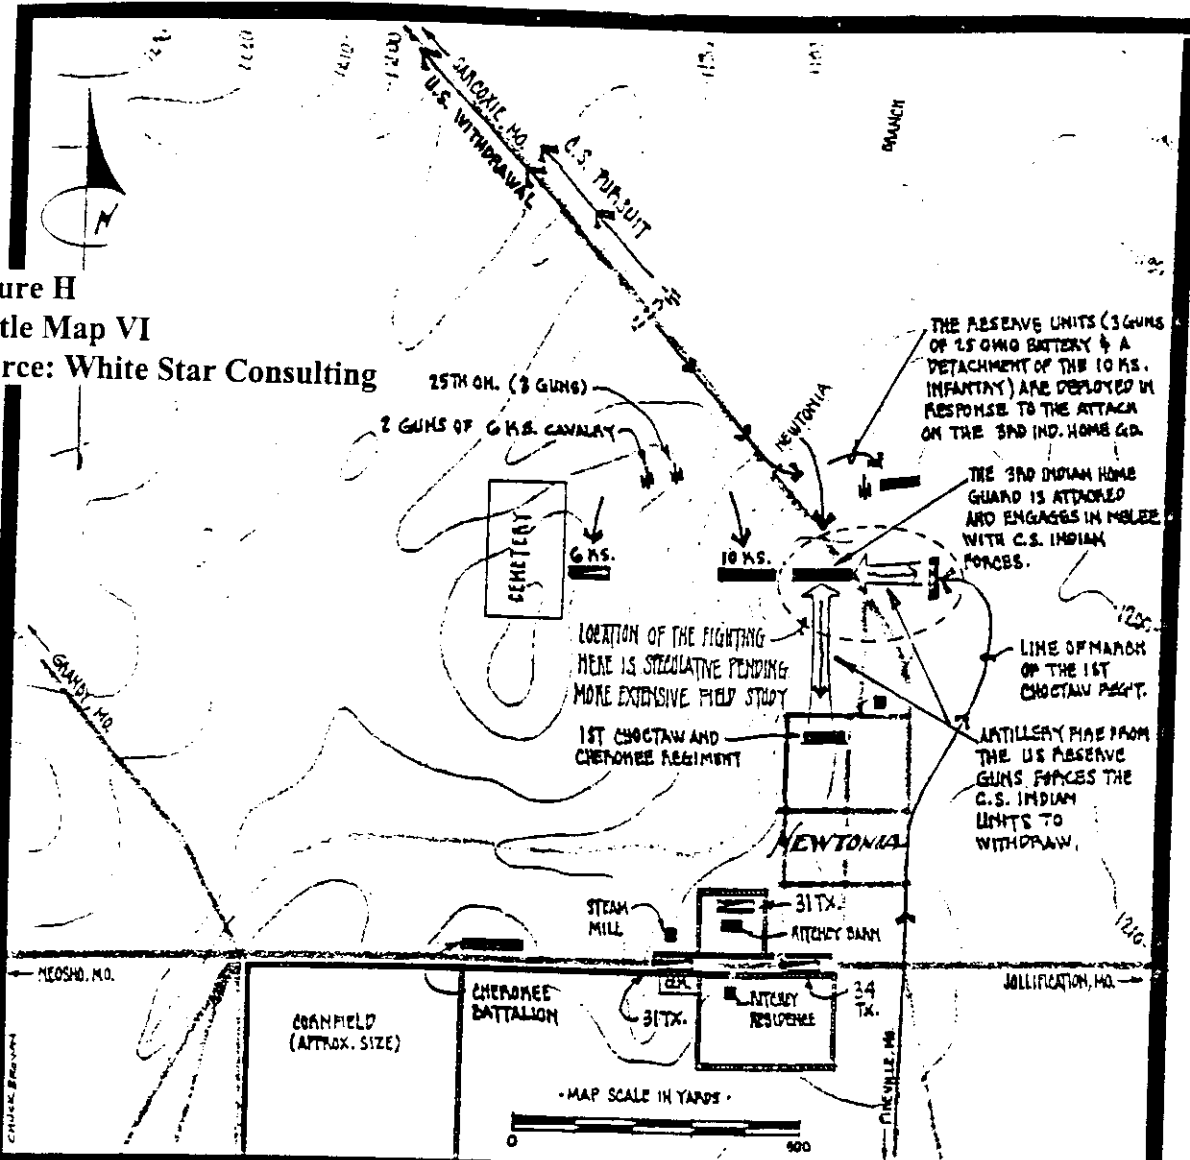 1200
BRANCH
SARCOXIE, MO.
U.S. WITHDRAWAL
C.S. PURSUIT
N
ure H
tle Map VI
rce: White Star Consulting
25TH OH. (3 GUNS)
2 GUNS OF 6 KS. CAVALRY
NEWTONIA
THE RESERVE UNITS (3 GUNS
OF 25 OHIO BATTERY & A
DETACHMENT OF THE 10 KS.
INFANTRY) ARE DEPLOYED IN
RESPONSE TO THE ATTACK
ON THE 3RD IND. HOME GD.
THE 3RD INDIAN HOME
GUARD IS ATTACKED
AND ENGAGES IN MELEE
WITH C.S. INDIAN
FORCES.
CEMETERY
6 KS.
10 KS.
1200
LOCATION OF THE FIGHTING
HERE IS SPECULATIVE PENDING
MORE EXTENSIVE FIELD STUDY
LINE OF MARCH
OF THE 1ST
CHOCTAW REGT.
GRANBY, MO.
1ST CHOCTAW AND
CHEROKEE REGIMENT
ARTILLERY FIRE FROM
THE US RESERVE
GUNS FORCES THE
C.S. INDIAN
UNITS TO
WITHDRAW.
NEWTONIA
STEAM
MILL
31 TX.
RITCHEY BARN
1210
NEOSHO, MO.
JOLLIFICATION, MO.
CHEROKEE
BATTALION
31 TX.
RITCHEY
RESIDENCE
34
TX.
CORNFIELD
(APPROX. SIZE)
CHUCK BROWN
PINEVILLE, MO.
· MAP SCALE IN YARDS ·
0
500